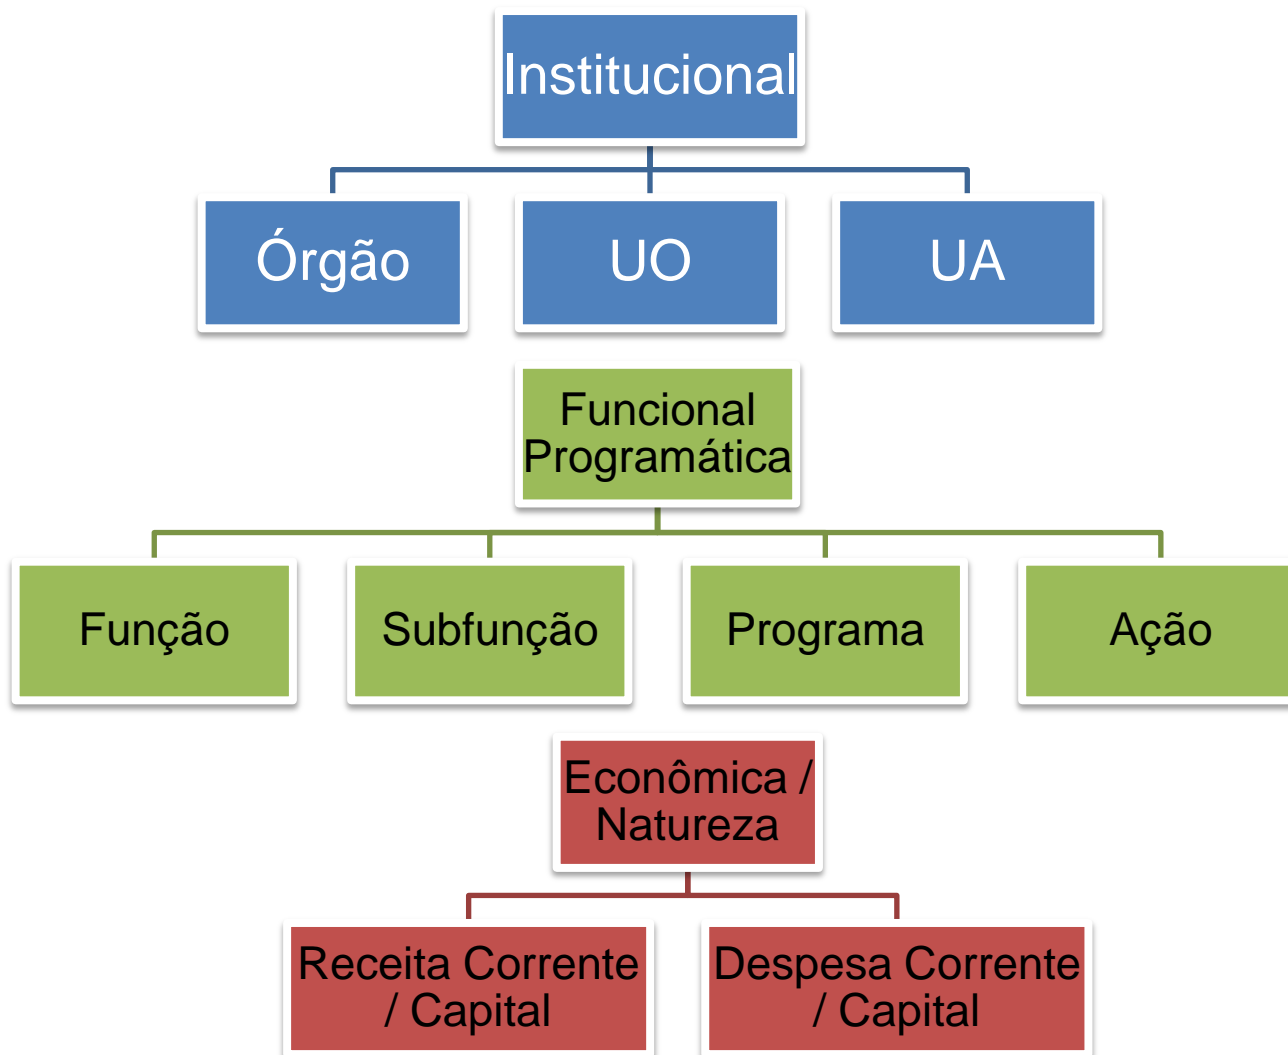 Institucional
Órgão
UO
UA
Funcional
Programática
Função
Subfunção
Programa
Ação
Econômica /
Natureza
Receita Corrente
/ Capital
Despesa Corrente
/ Capital